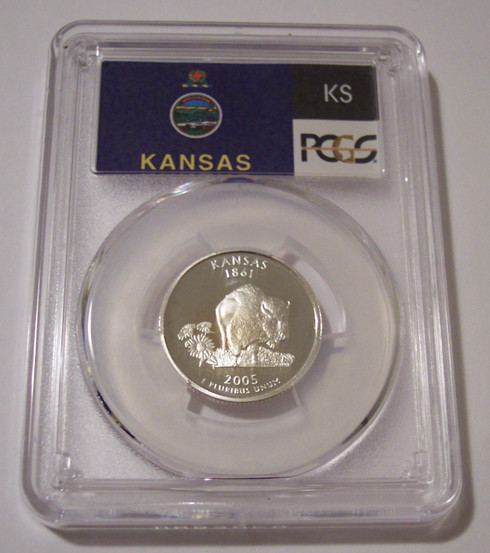 KS
KANSAS
PCGS
KANSAS
1861
2005
E PLURIBUS UNUM